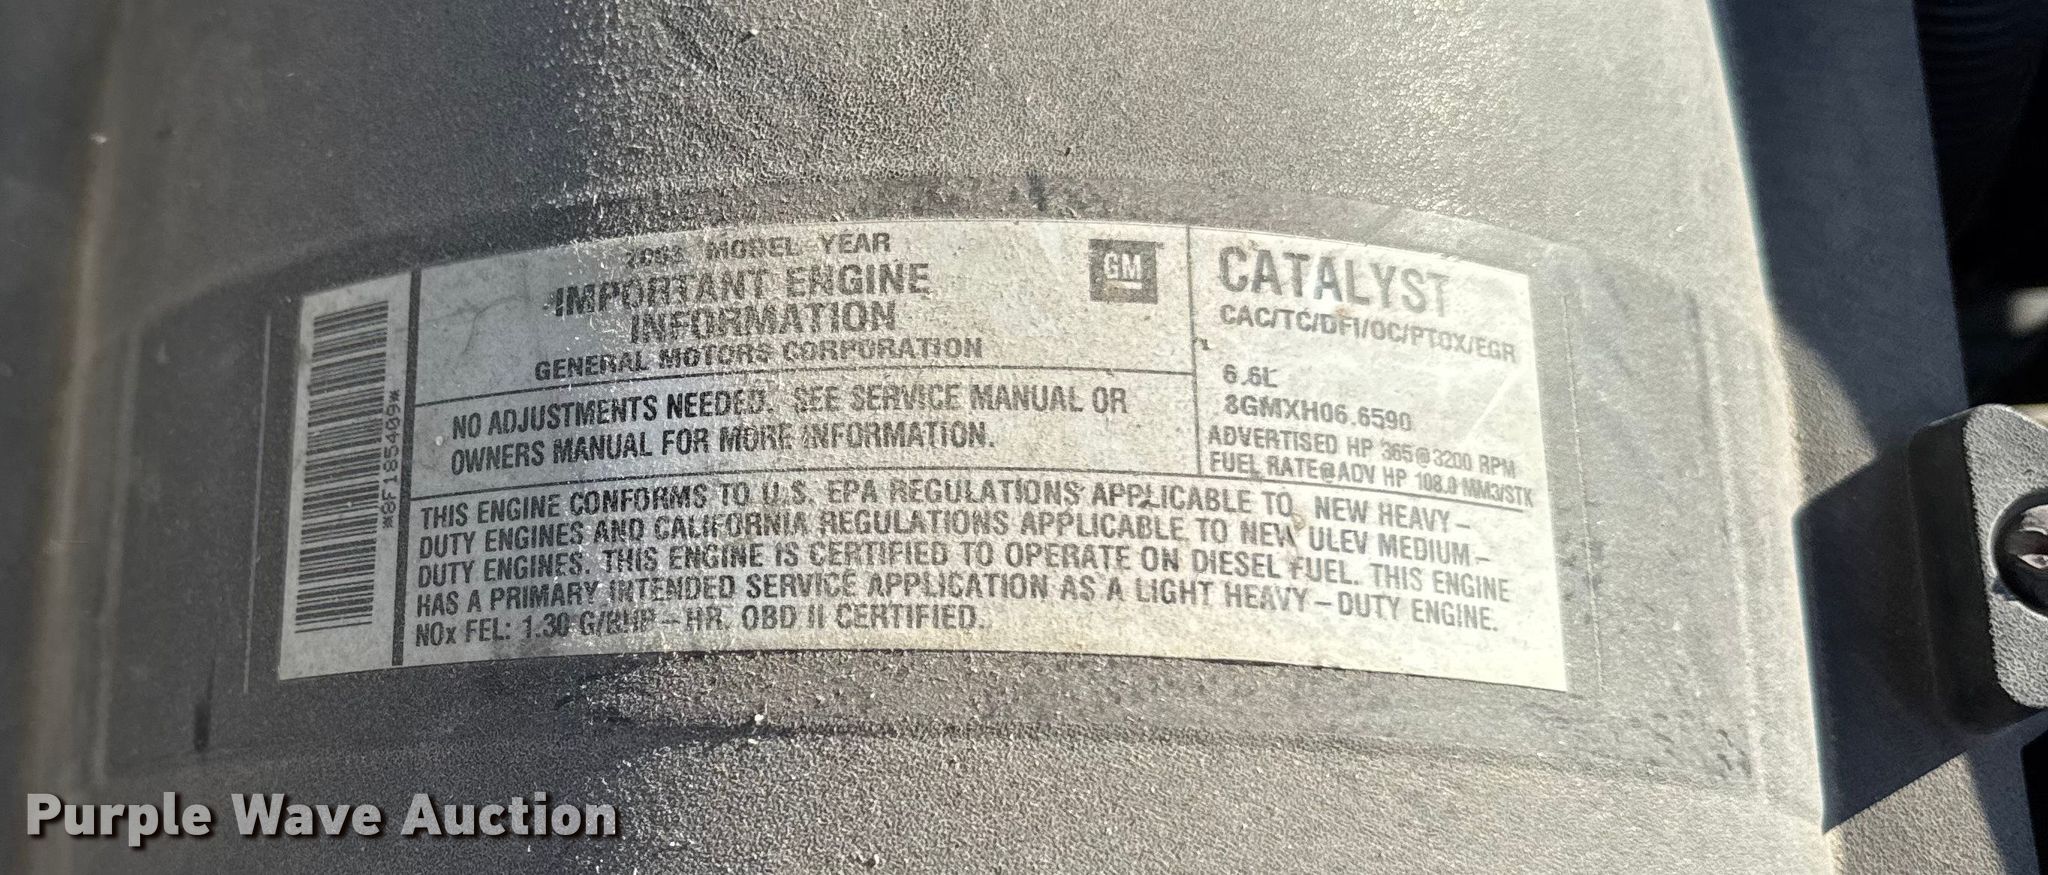 MODEL YEAR
IMPORTANT ENGINE
INFORMATION
GENERAL MOTORS CORPORATION
GM
NO ADJUSTMENTS NEEDED. SEE SERVICE MANUAL OR
OWNERS MANUAL FOR MORE INFORMATION.
CATALYST
CAC/TC/DFI/OC/PTOX/EGR
6.6L
8GMXH06.6590
ADVERTISED HP 365@3200 RPM
FUEL RATE@ADV HP 108.0 MM3/STK
THIS ENGINE CONFORMS TO U.S. EPA REGULATIONS APPLICABLE TO NEW HEAVY-
DUTY ENGINES AND CALIFORNIA REGULATIONS APPLICABLE TO NEW ULEV MEDIUM-
DUTY ENGINES. THIS ENGINE IS CERTIFIED TO OPERATE ON DIESEL FUEL. THIS ENGINE
HAS A PRIMARY INTENDED SERVICE APPLICATION AS A LIGHT HEAVY-DUTY ENGINE.
NOx FEL: 1.30 G/BHP-HR. OBD II CERTIFIED.
*8F185409*
Purple Wave Auction